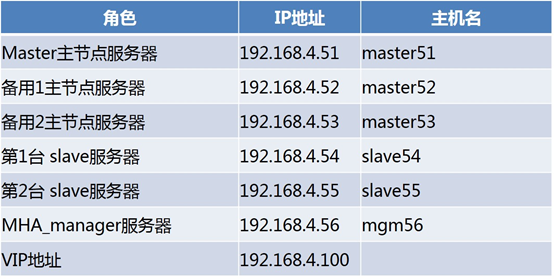 角色 IP地址 主机名
Master主节点服务器 192.168.4.51 master51
备用1主节点服务器 192.168.4.52 master52
备用2主节点服务器 192.168.4.53 master53
第1台 slave服务器 192.168.4.54 slave54
第2台 slave服务器 192.168.4.55 slave55
MHA_manager服务器 192.168.4.56 mgm56
VIP地址 192.168.4.100